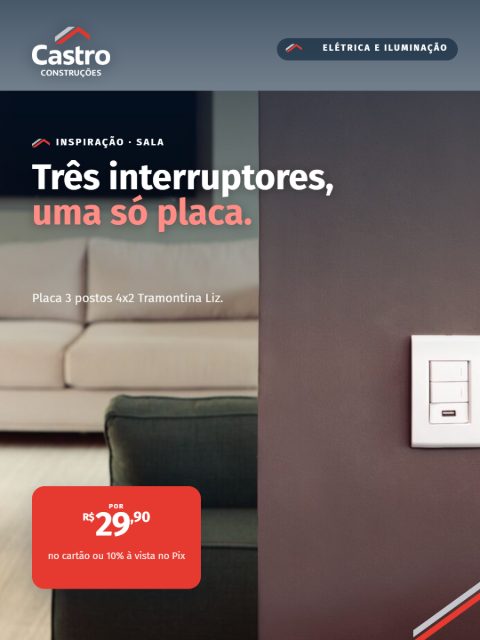 Castro
CONSTRUÇÕES
ELÉTRICA E ILUMINAÇÃO
INSPIRAÇÃO · SALA
Três interruptores,
uma só placa.
Placa 3 postos 4x2 Tramontina Liz.
POR
R$29,90
no cartão ou 10% à vista no Pix